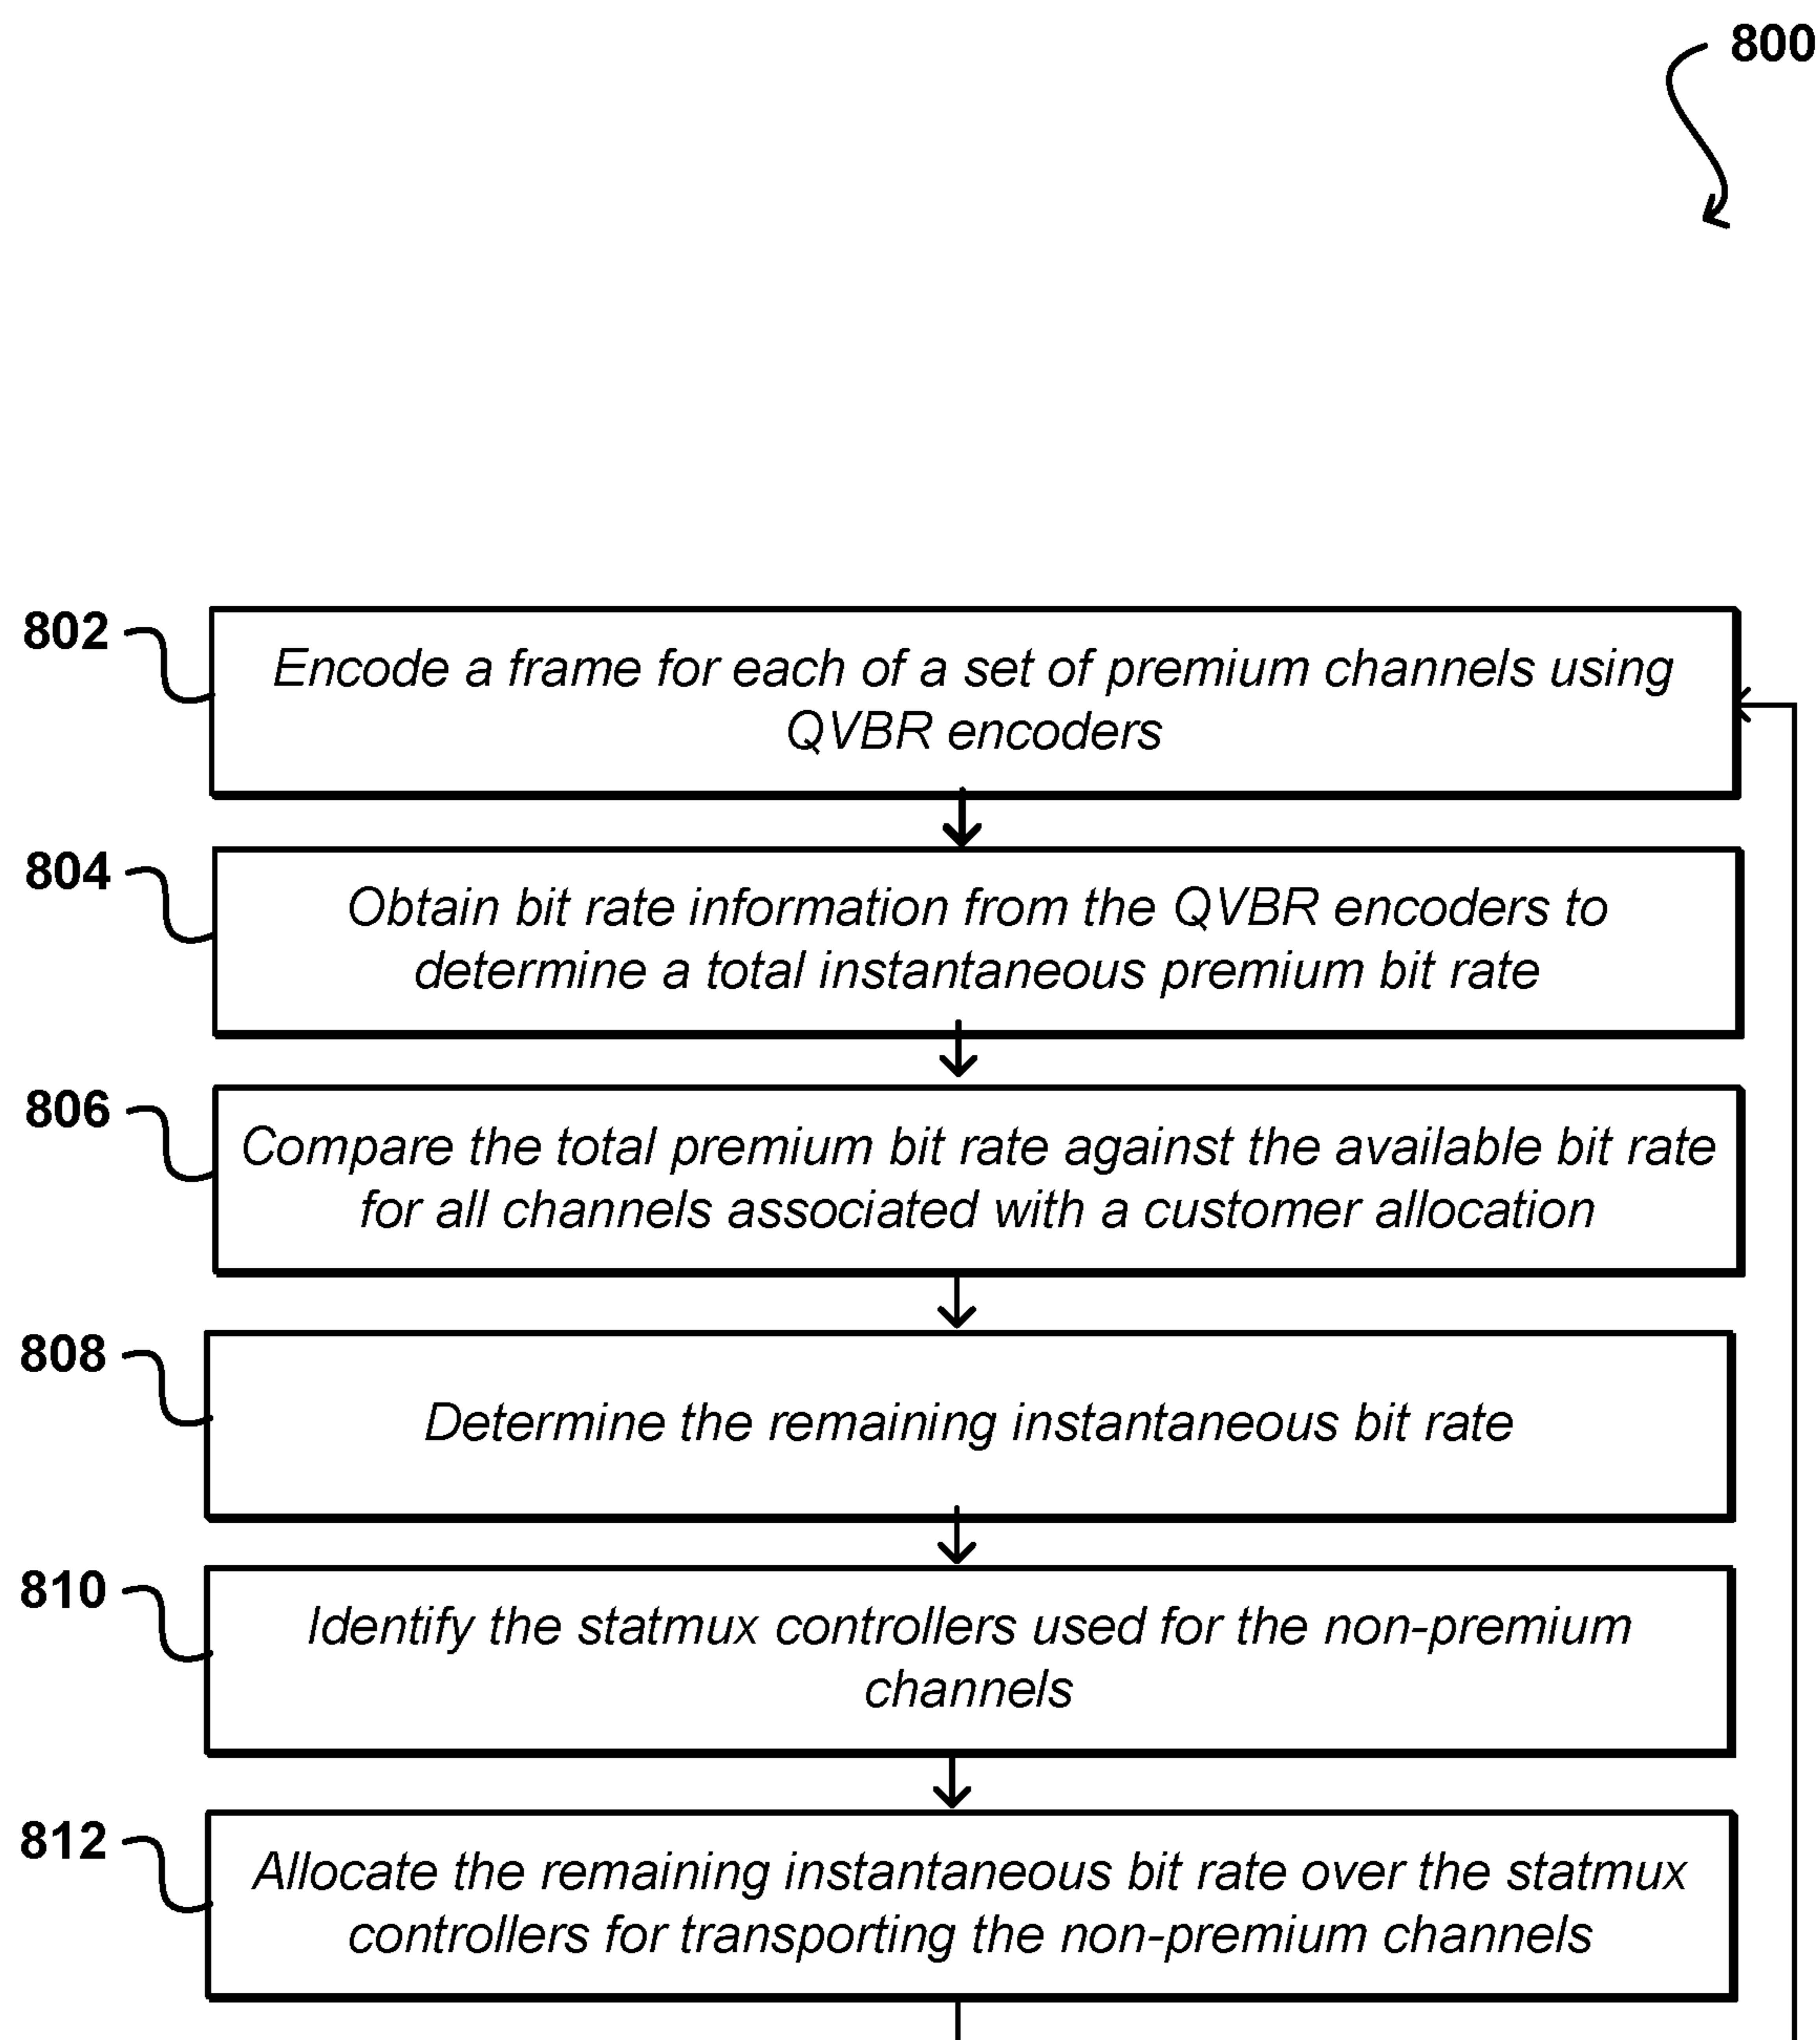 800
802
Encode a frame for each of a set of premium channels using
QVBR encoders
804
Obtain bit rate information from the QVBR encoders to
determine a total instantaneous premium bit rate
806
Compare the total premium bit rate against the available bit rate
for all channels associated with a customer allocation
808
Determine the remaining instantaneous bit rate
810
Identify the statmux controllers used for the non-premium
channels
812
Allocate the remaining instantaneous bit rate over the statmux
controllers for transporting the non-premium channels